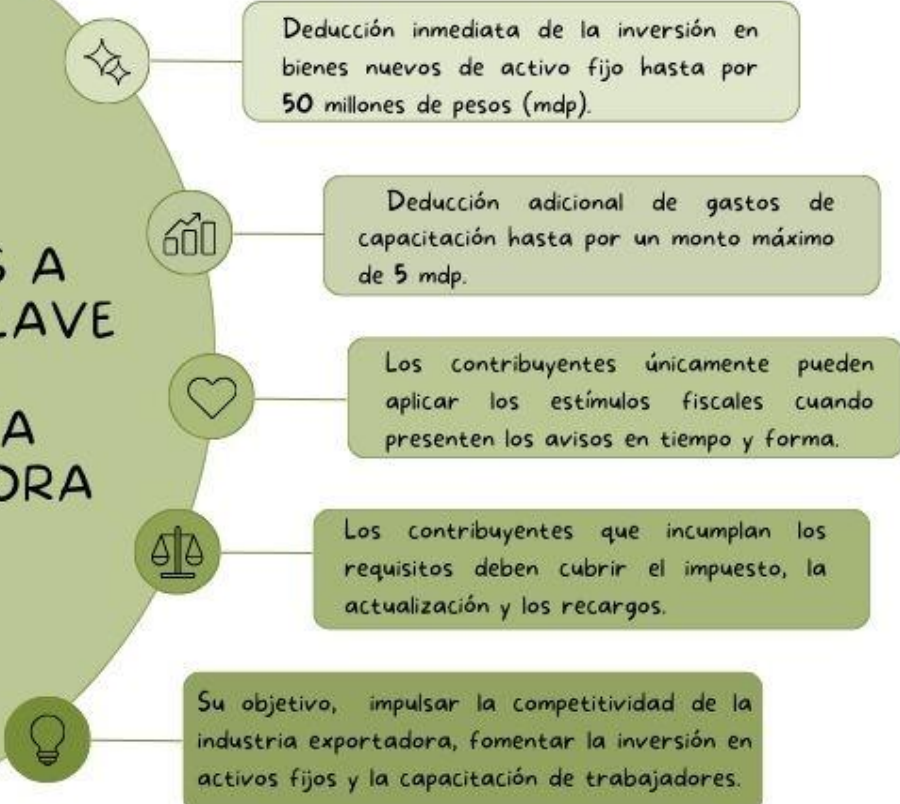 Deducción inmediata de la inversión en
bienes nuevos de activo fijo hasta por
50 millones de pesos (mdp).
Deducción adicional de gastos de
capacitación hasta por un monto máximo
de 5 mdp.
S A
LAVE
A
ORA
Los contribuyentes únicamente pueden
aplicar los estímulos fiscales cuando
presenten los avisos en tiempo y forma.
Los contribuyentes que incumplan los
requisitos deben cubrir el impuesto, la
actualización y los recargos.
Su objetivo, impulsar la competitividad de la
industria exportadora, fomentar la inversión en
activos fijos y la capacitación de trabajadores.